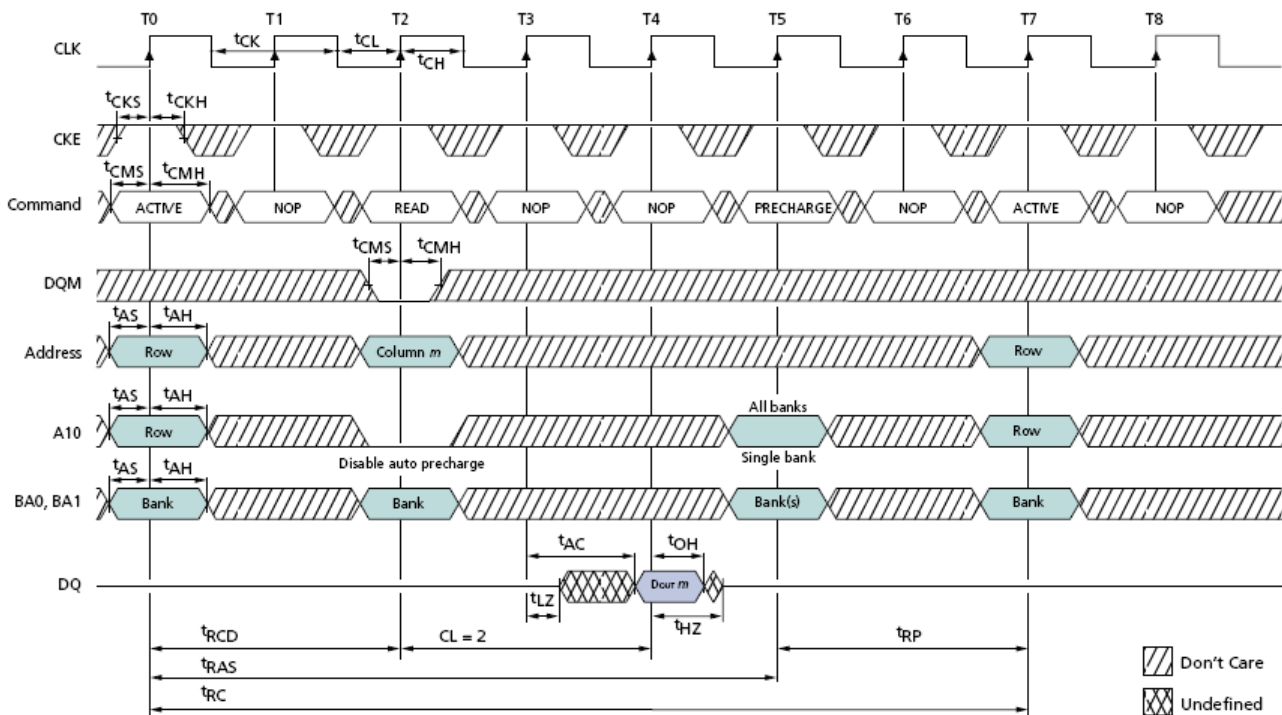 T0 T1 T2 T3 T4 T5 T6 T7 T8
CLK
tCK tCL tCH
tCKS tCKH
CKE
tCMS tCMH
Command ACTIVE NOP READ NOP NOP PRECHARGE NOP ACTIVE NOP
tCMS tCMH
DQM
tAS tAH
Address Row Column m Row
tAS tAH
All banks
A10 Row Row
Disable auto precharge Single bank
tAS tAH
BA0, BA1 Bank Bank Bank(s) Bank
tAC tOH
DQ DOUT m
tLZ tHZ
tRCD CL = 2 tRP
tRAS
tRC
Don't Care
Undefined